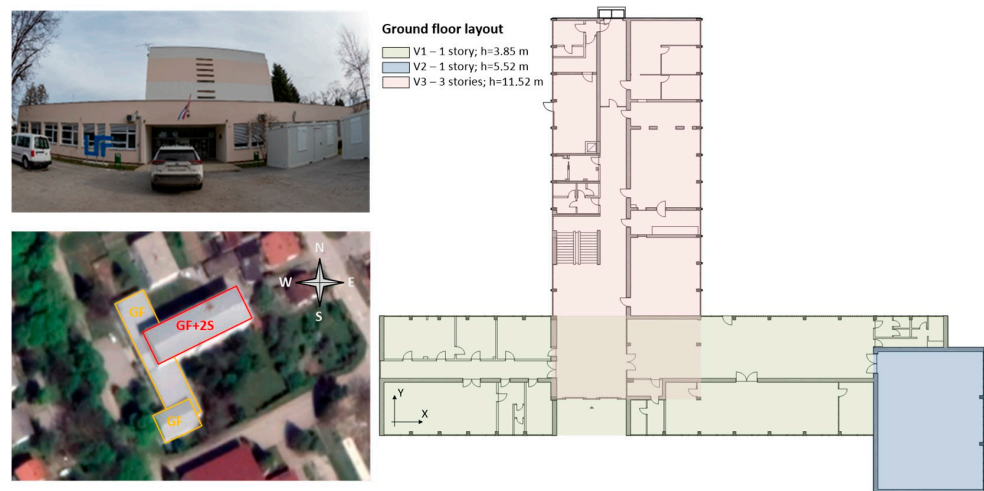 Ground floor layout
V1 – 1 story; h=3.85 m
V2 – 1 story; h=5.52 m
V3 – 3 stories; h=11.52 m
UF
N
W E
S
GF
GF+2S
GF
Y
X